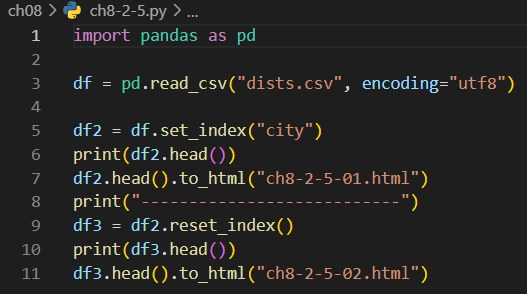 ch08 > ch8-2-5.py > ...
1 import pandas as pd
2
3 df = pd.read_csv("dists.csv", encoding="utf8")
4
5 df2 = df.set_index("city")
6 print(df2.head())
7 df2.head().to_html("ch8-2-5-01.html")
8 print("---------------------------")
9 df3 = df2.reset_index()
10 print(df3.head())
11 df3.head().to_html("ch8-2-5-02.html")